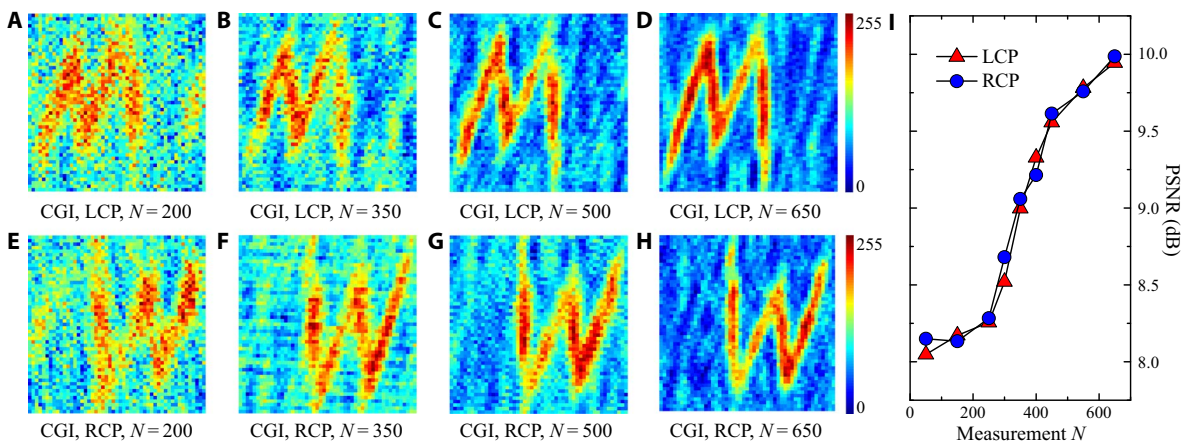 A B C D 255 I
LCP
RCP
10.0
9.5
9.0
8.5
8.0
PSNR (dB)
0
CGI, LCP, N = 200 CGI, LCP, N = 350 CGI, LCP, N = 500 CGI, LCP, N = 650
E F G H 255
0
CGI, RCP, N = 200 CGI, RCP, N = 350 CGI, RCP, N = 500 CGI, RCP, N = 650
0 200 400 600
Measurement N